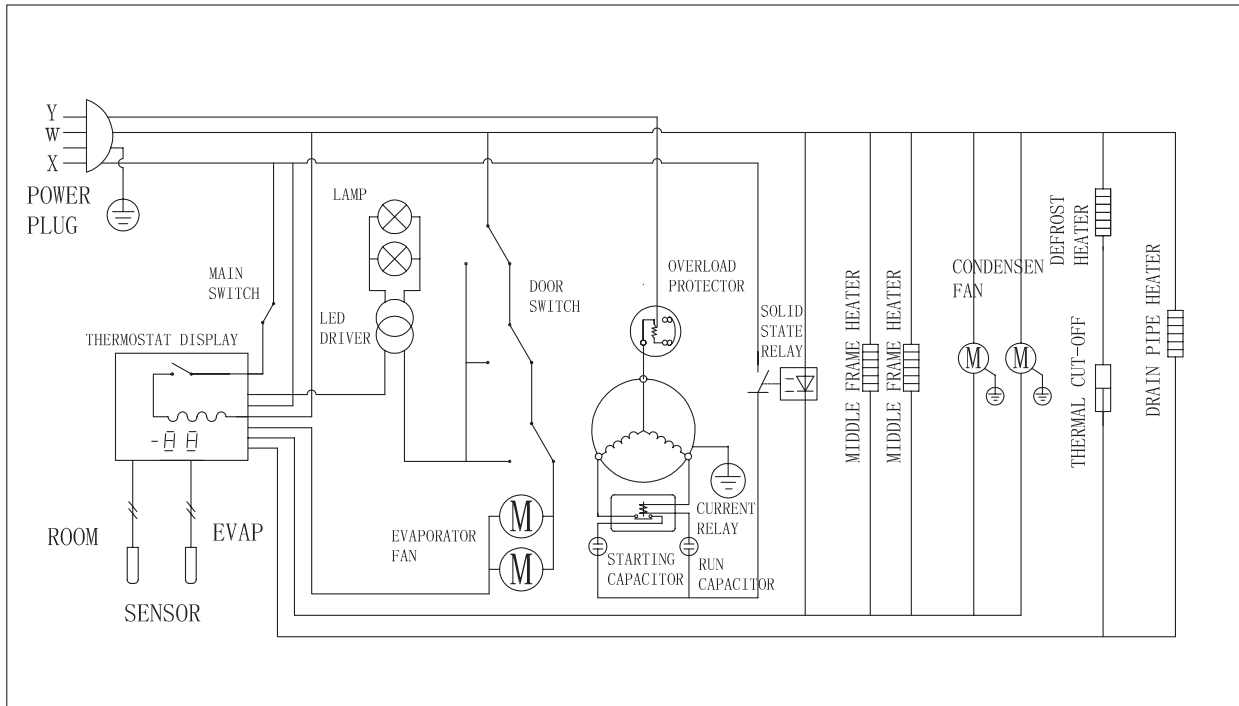 Y
W
X
POWER
PLUG
LAMP
MAIN
SWITCH
LED
DRIVER
DOOR
SWITCH
OVERLOAD
PROTECTOR
SOLID
STATE
RELAY
THERMOSTAT DISPLAY
-88
ROOM
EVAP
SENSOR
EVAPORATOR
FAN
M
M
CURRENT
RELAY
STARTING
CAPACITOR
RUN
CAPACITOR
MIDDLE FRAME HEATER
MIDDLE FRAME HEATER
CONDENSEN
FAN
M
M
DEFROST
HEATER
THERMAL CUT-OFF
DRAIN PIPE HEATER